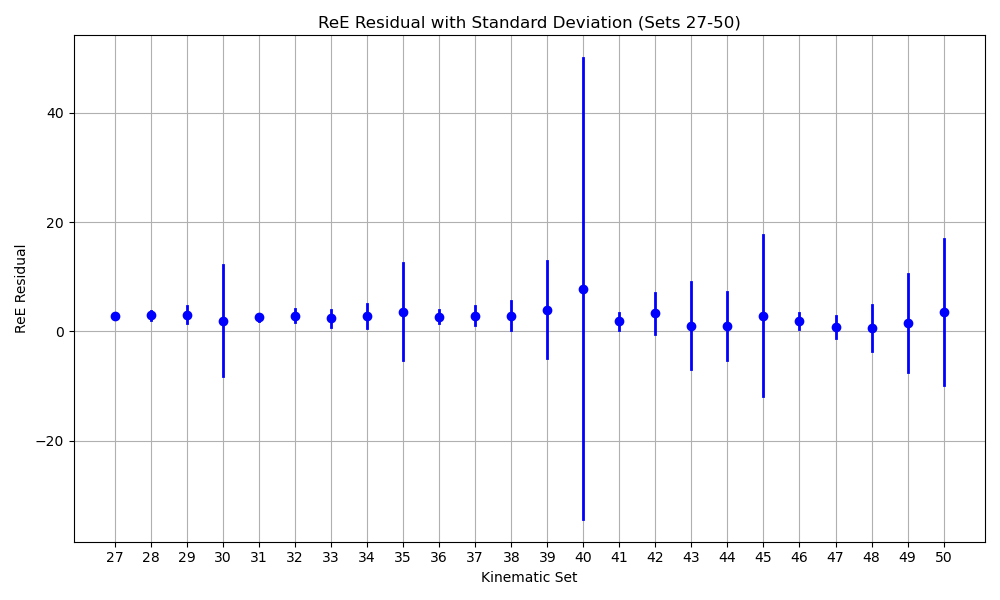 ReE Residual with Standard Deviation (Sets 27-50)
ReE Residual
40
20
0
−20
27 28 29 30 31 32 33 34 35 36 37 38 39 40 41 42 43 44 45 46 47 48 49 50
Kinematic Set